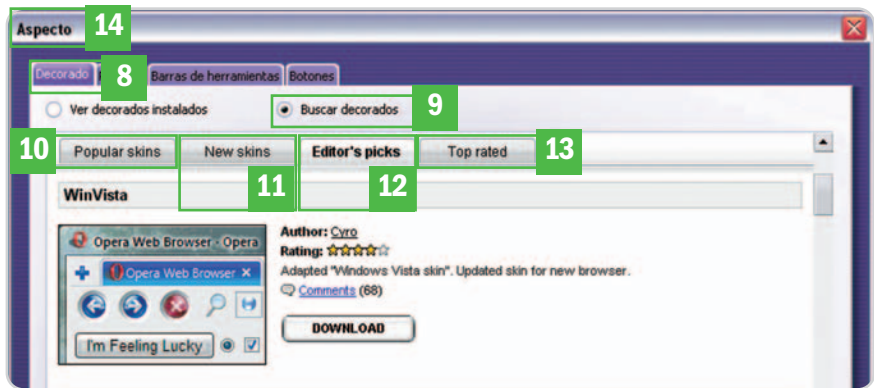 Aspecto 14
Decorado 8 Barras de herramientas Botones
Ver decorados instalados Buscar decorados 9
10 Popular skins New skins Editor's picks Top rated 13
11 12
WinVista
Opera Web Browser - Opera
Opera Web Browser ×
I'm Feeling Lucky
Author: Cyro
Rating:
Adapted "Windows Vista skin". Updated skin for new browser.
Comments (68)
DOWNLOAD